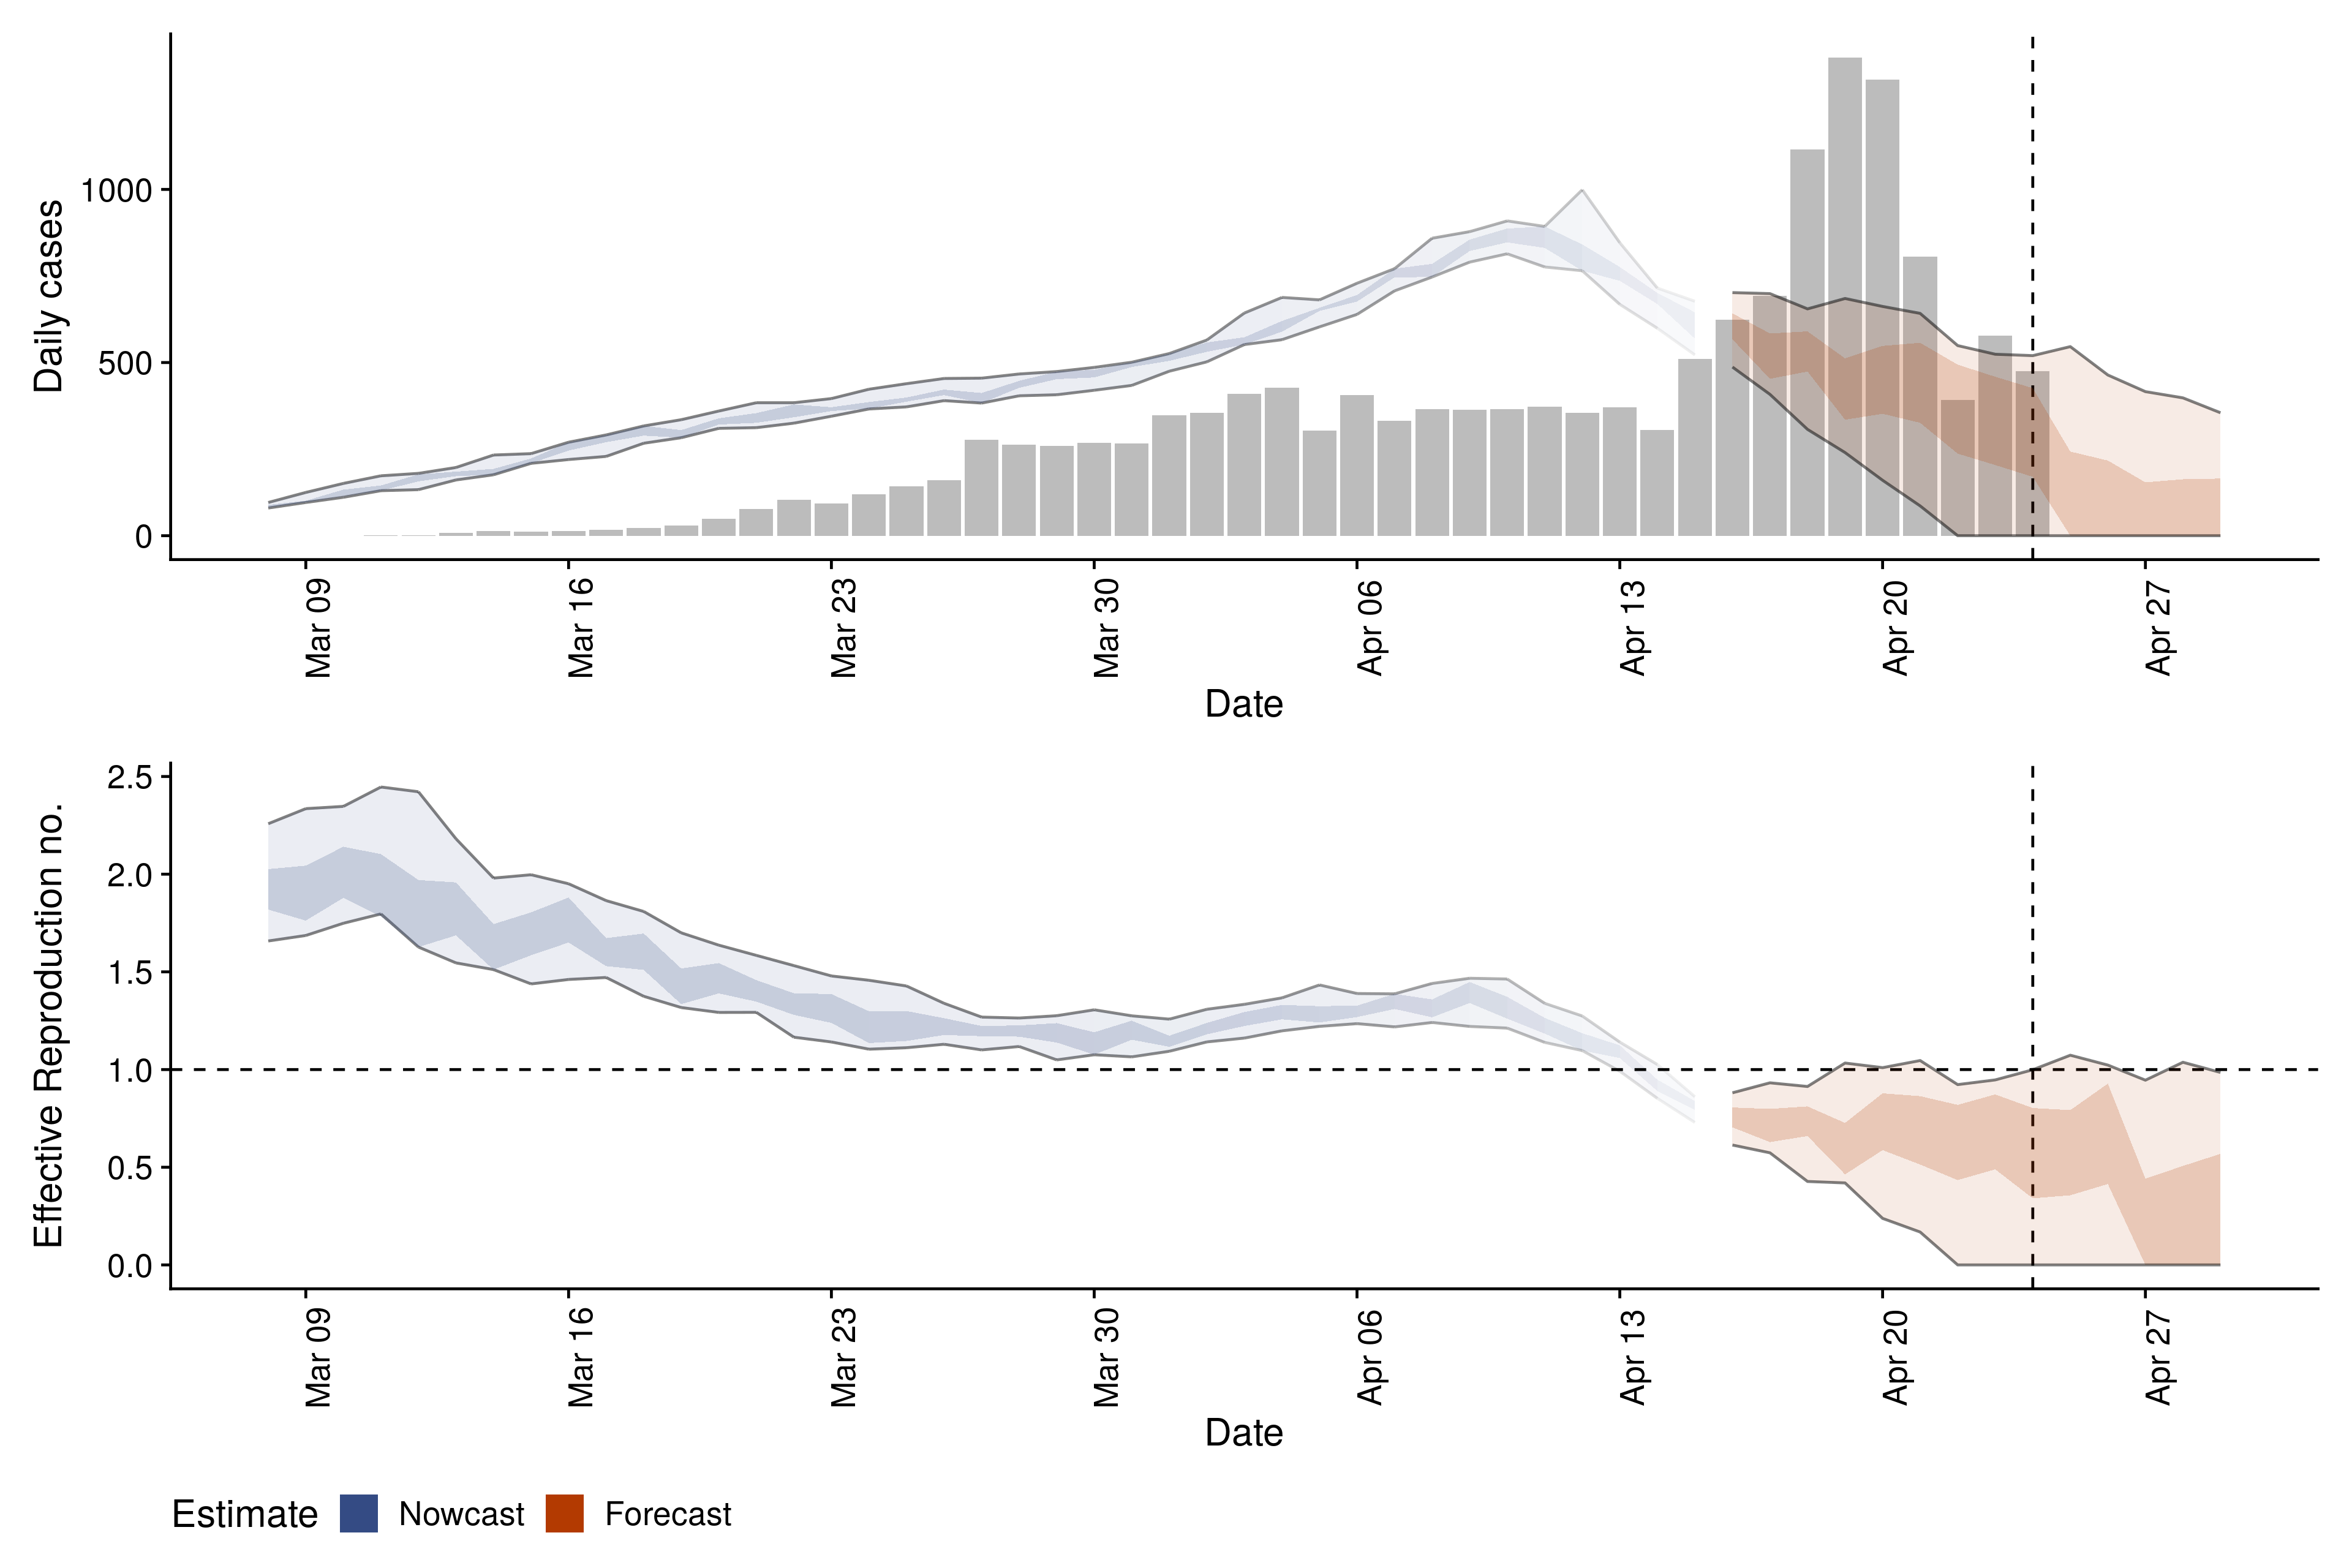 Daily cases
1000
500
0
Mar 09
Mar 16
Mar 23
Mar 30
Apr 06
Apr 13
Apr 20
Apr 27
Date
Effective Reproduction no.
2.5
2.0
1.5
1.0
0.5
0.0
Mar 09
Mar 16
Mar 23
Mar 30
Apr 06
Apr 13
Apr 20
Apr 27
Date
Estimate Nowcast Forecast